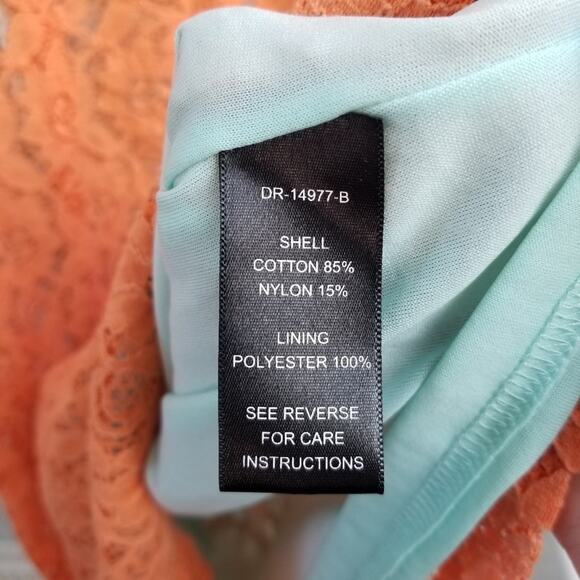 DR-14977-B
SHELL
COTTON 85%
NYLON 15%
LINING
POLYESTER 100%
SEE REVERSE
FOR CARE
INSTRUCTIONS